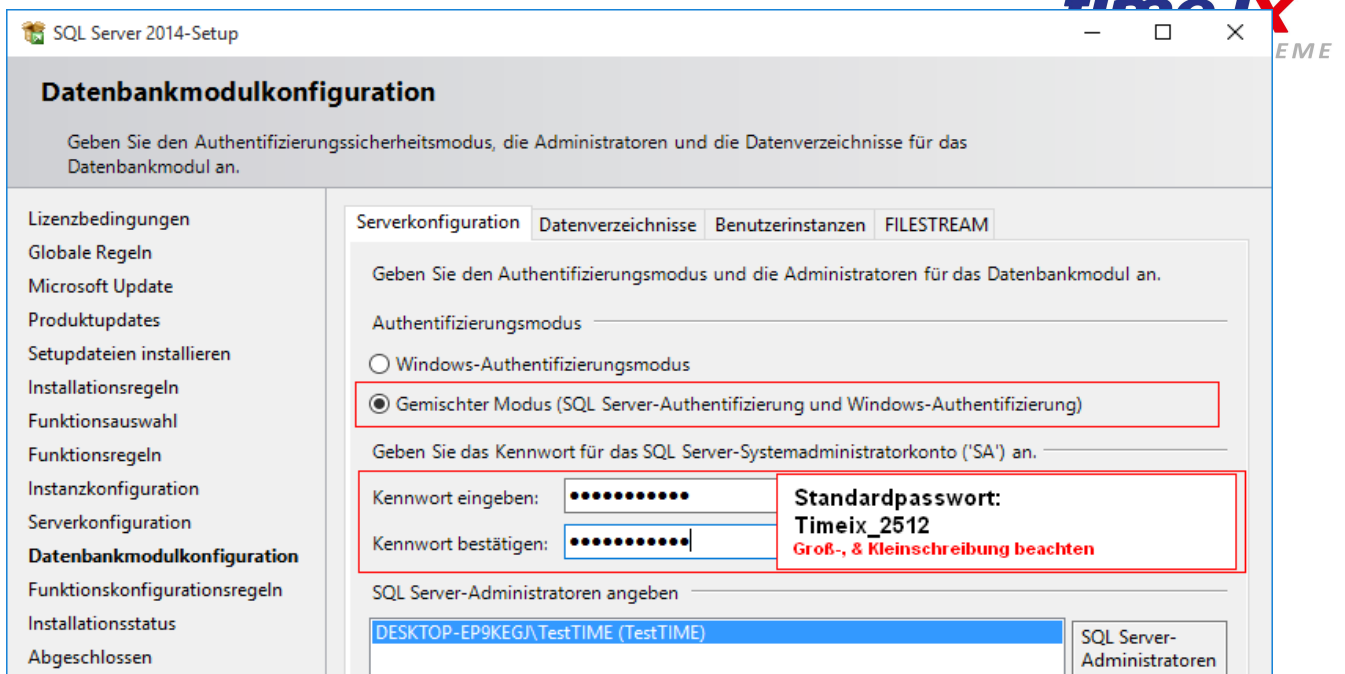 SQL Server 2014-Setup
EME
Datenbankmodulkonfiguration
Geben Sie den Authentifizierungssicherheitsmodus, die Administratoren und die Datenverzeichnisse für das
Datenbankmodul an.
Lizenzbedingungen
Globale Regeln
Microsoft Update
Produktupdates
Setupdateien installieren
Installationsregeln
Funktionsauswahl
Funktionsregeln
Instanzkonfiguration
Serverkonfiguration
Datenbankmodulkonfiguration
Funktionskonfigurationsregeln
Installationsstatus
Abgeschlossen
Serverkonfiguration
Datenverzeichnisse
Benutzerinstanzen
FILESTREAM
Geben Sie den Authentifizierungsmodus und die Administratoren für das Datenbankmodul an.
Authentifizierungsmodus
Windows-Authentifizierungsmodus
Gemischter Modus (SQL Server-Authentifizierung und Windows-Authentifizierung)
Geben Sie das Kennwort für das SQL Server-Systemadministratorkonto ('SA') an.
Kennwort eingeben: ●●●●●●●●●●●
Kennwort bestätigen: ●●●●●●●●●●●
Standardpasswort:
Timeix_2512
Groß-, & Kleinschreibung beachten
SQL Server-Administratoren angeben
DESKTOP-EP9KEGJ\TestTIME (TestTIME)
SQL Server-
Administratoren